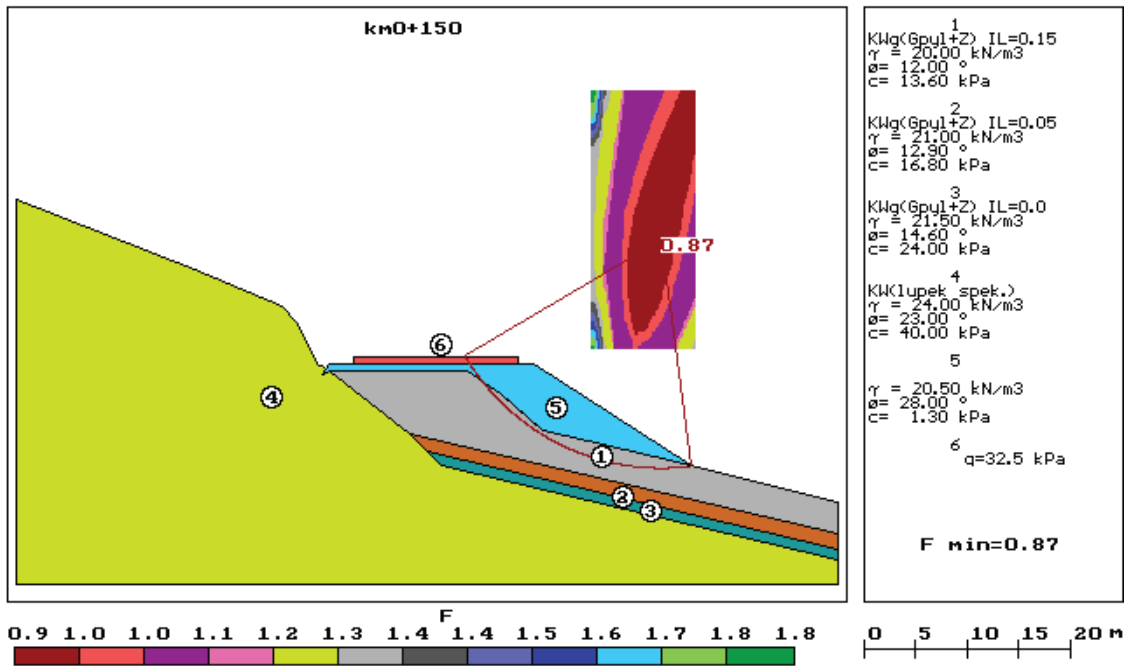 km0+150
0.87
6
4
5
1
2
3
1
KWg(Gpyl+Z) IL=0.15
γ = 20.00 kN/m3
ø= 12.00 °
c= 13.60 kPa
2
KWg(Gpyl+Z) IL=0.05
γ = 21.00 kN/m3
ø= 12.90 °
c= 16.80 kPa
3
KWg(Gpyl+Z) IL=0.0
γ = 21.50 kN/m3
ø= 14.60 °
c= 24.00 kPa
4
KW(lupek spek.)
γ = 24.00 kN/m3
ø= 23.00 °
c= 40.00 kPa
5
γ = 20.50 kN/m3
ø= 28.00 °
c= 1.30 kPa
6
q=32.5 kPa
F min=0.87
F
0.9 1.0 1.0 1.1 1.2 1.3 1.4 1.4 1.5 1.6 1.6 1.7 1.8 1.8
0 5 10 15 20 м